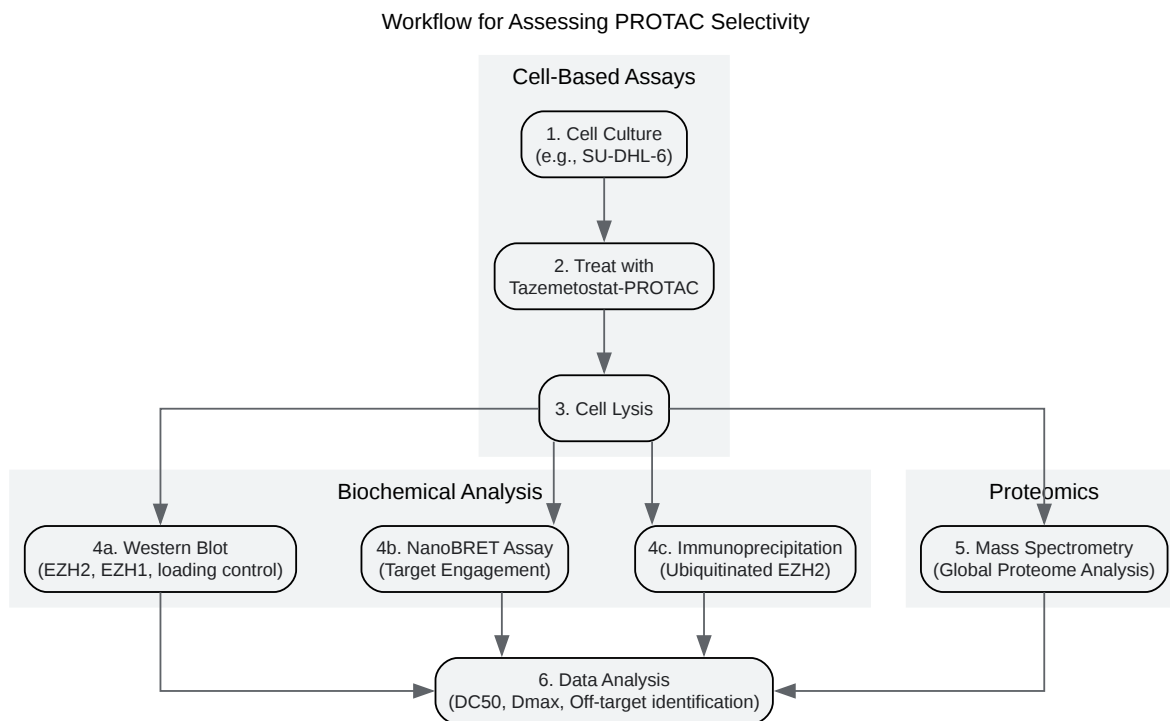 Workflow for Assessing PROTAC Selectivity
Cell-Based Assays
1. Cell Culture
(e.g., SU-DHL-6)
2. Treat with
Tazemetostat-PROTAC
3. Cell Lysis
Biochemical Analysis
Proteomics
4a. Western Blot
(EZH2, EZH1, loading control)
4b. NanoBRET Assay
(Target Engagement)
4c. Immunoprecipitation
(Ubiquitinated EZH2)
5. Mass Spectrometry
(Global Proteome Analysis)
6. Data Analysis
(DC50, Dmax, Off-target identification)